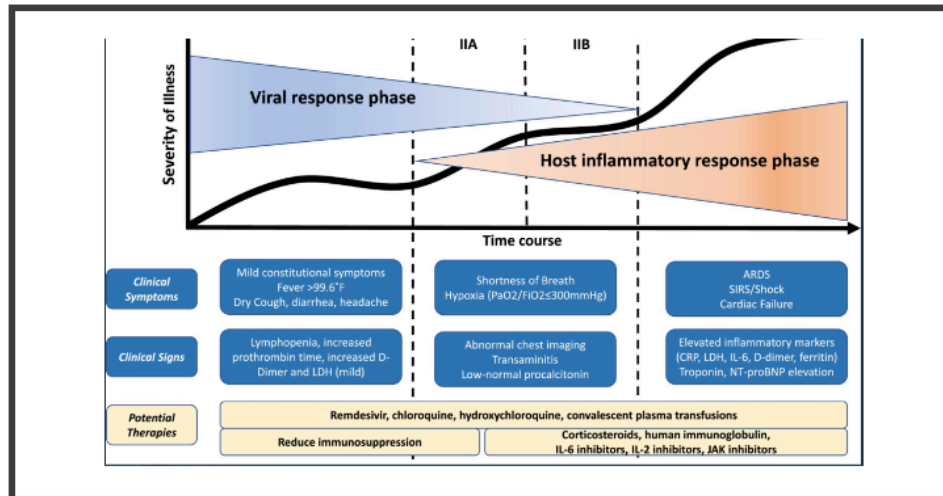 IIA
IIB
Viral response phase
Severity of Illness
Host inflammatory response phase
Time course
Clinical
Symptoms
Mild constitutional symptoms
Fever >99.6°F
Dry Cough, diarrhea, headache
Shortness of Breath
Hypoxia (PaO2/FiO2≤300mmHg)
ARDS
SIRS/Shock
Cardiac Failure
Clinical Signs
Lymphopenia, increased
prothrombin time, increased D-
Dimer and LDH (mild)
Abnormal chest imaging
Transaminitis
Low-normal procalcitonin
Elevated inflammatory markers
(CRP, LDH, IL-6, D-dimer, ferritin)
Troponin, NT-proBNP elevation
Potential
Therapies
Remdesivir, chloroquine, hydroxychloroquine, convalescent plasma transfusions
Reduce immunosuppression
Corticosteroids, human immunoglobulin,
IL-6 inhibitors, IL-2 inhibitors, JAK inhibitors